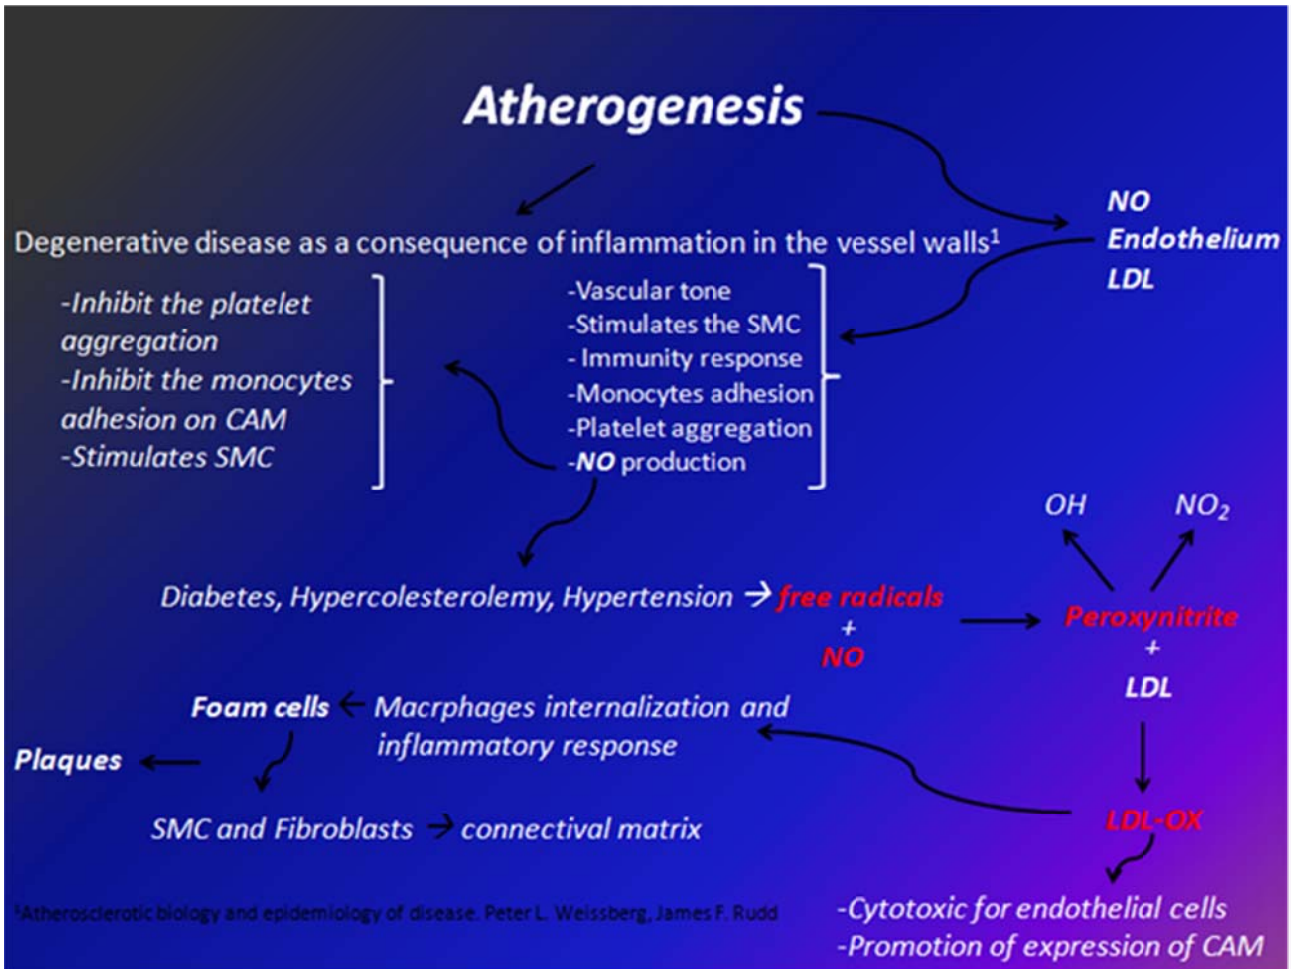 Atherogenesis
NO
Endothelium
LDL
Degenerative disease as a consequence of inflammation in the vessel walls¹
-Inhibit the platelet
aggregation
-Inhibit the monocytes
adhesion on CAM
-Stimulates SMC
-Vascular tone
-Stimulates the SMC
- Immunity response
-Monocytes adhesion
-Platelet aggregation
-NO production
OH
NO₂
Diabetes, Hypercolesterolemy, Hypertension → free radicals
+
NO
Peroxynitrite
+
LDL
Foam cells ← Macrphages internalization and
inflammatory response
Plaques
SMC and Fibroblasts → connectival matrix
LDL-OX
-Cytotoxic for endothelial cells
-Promotion of expression of CAM
¹Atherosclerotic biology and epidemiology of disease. Peter L. Weissberg, James F. Rudd